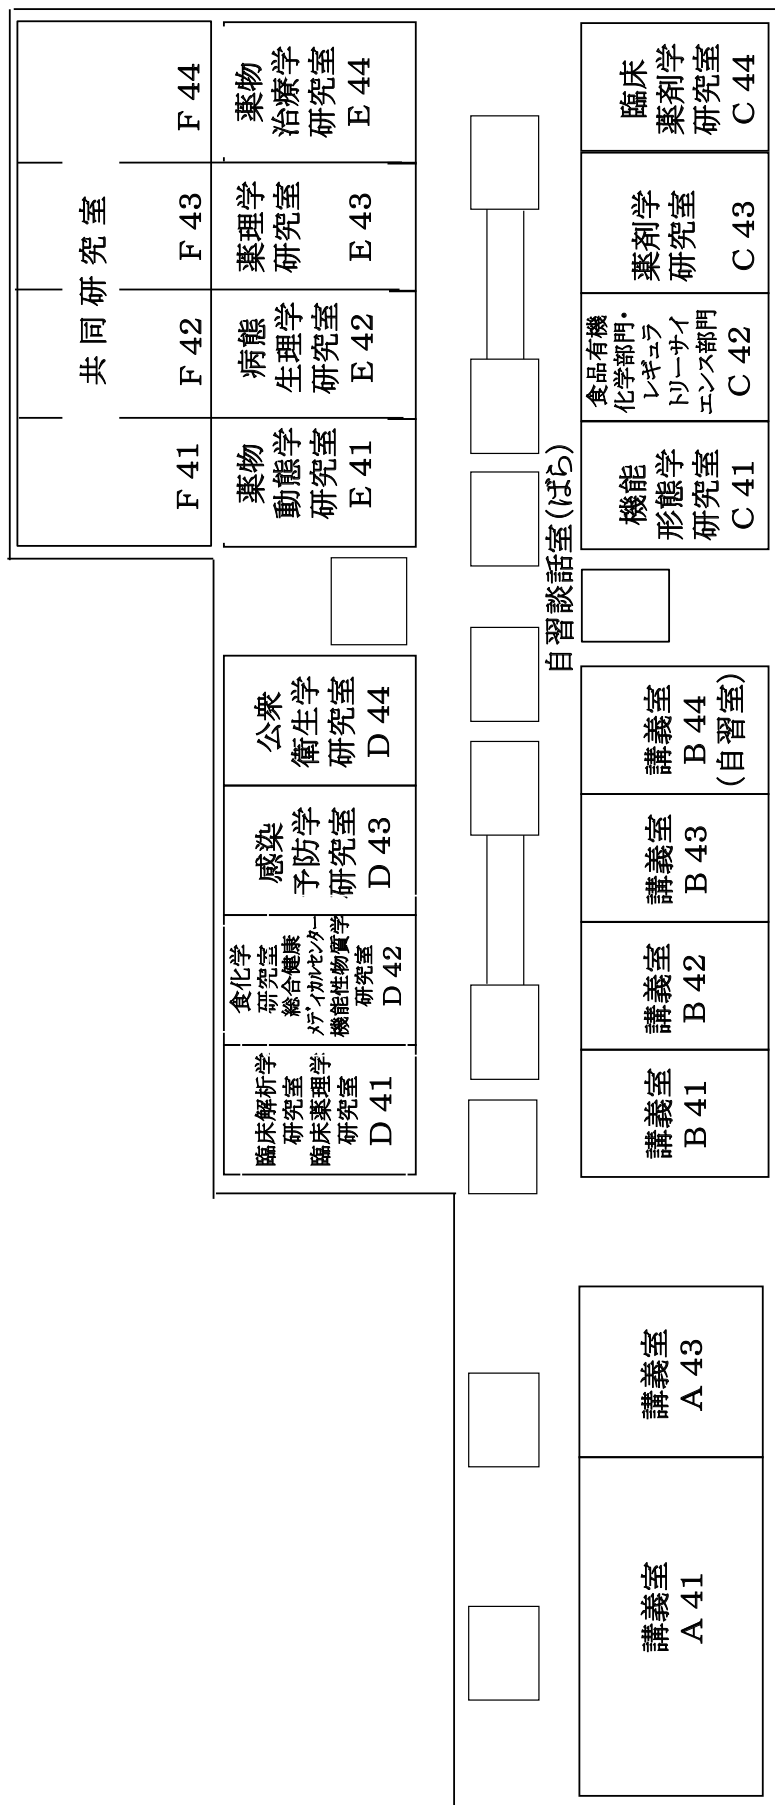 共同研究室
F 41
F 42
F 43
F 44
薬物
動態学
研究室
E 41
病態
生理学
研究室
E 42
薬理学
研究室
E 43
薬物
治療学
研究室
E 44
臨床解析学
研究室
臨床薬理学
研究室
D 41
食化学
研究室
総合健康
メディカルセンター
機能性物質学
研究室
D 42
感染
予防学
研究室
D 43
公衆
衛生学
研究室
D 44
自習談話室(ばら)
講義室
A 41
講義室
A 43
講義室
B 41
講義室
B 42
講義室
B 43
講義室
B 44
(自習室)
機能
形態学
研究室
C 41
食品有機
化学部門・
レギュラ
トリーサイ
エンス部門
C 42
薬剤学
研究室
C 43
臨床
薬剤学
研究室
C 44